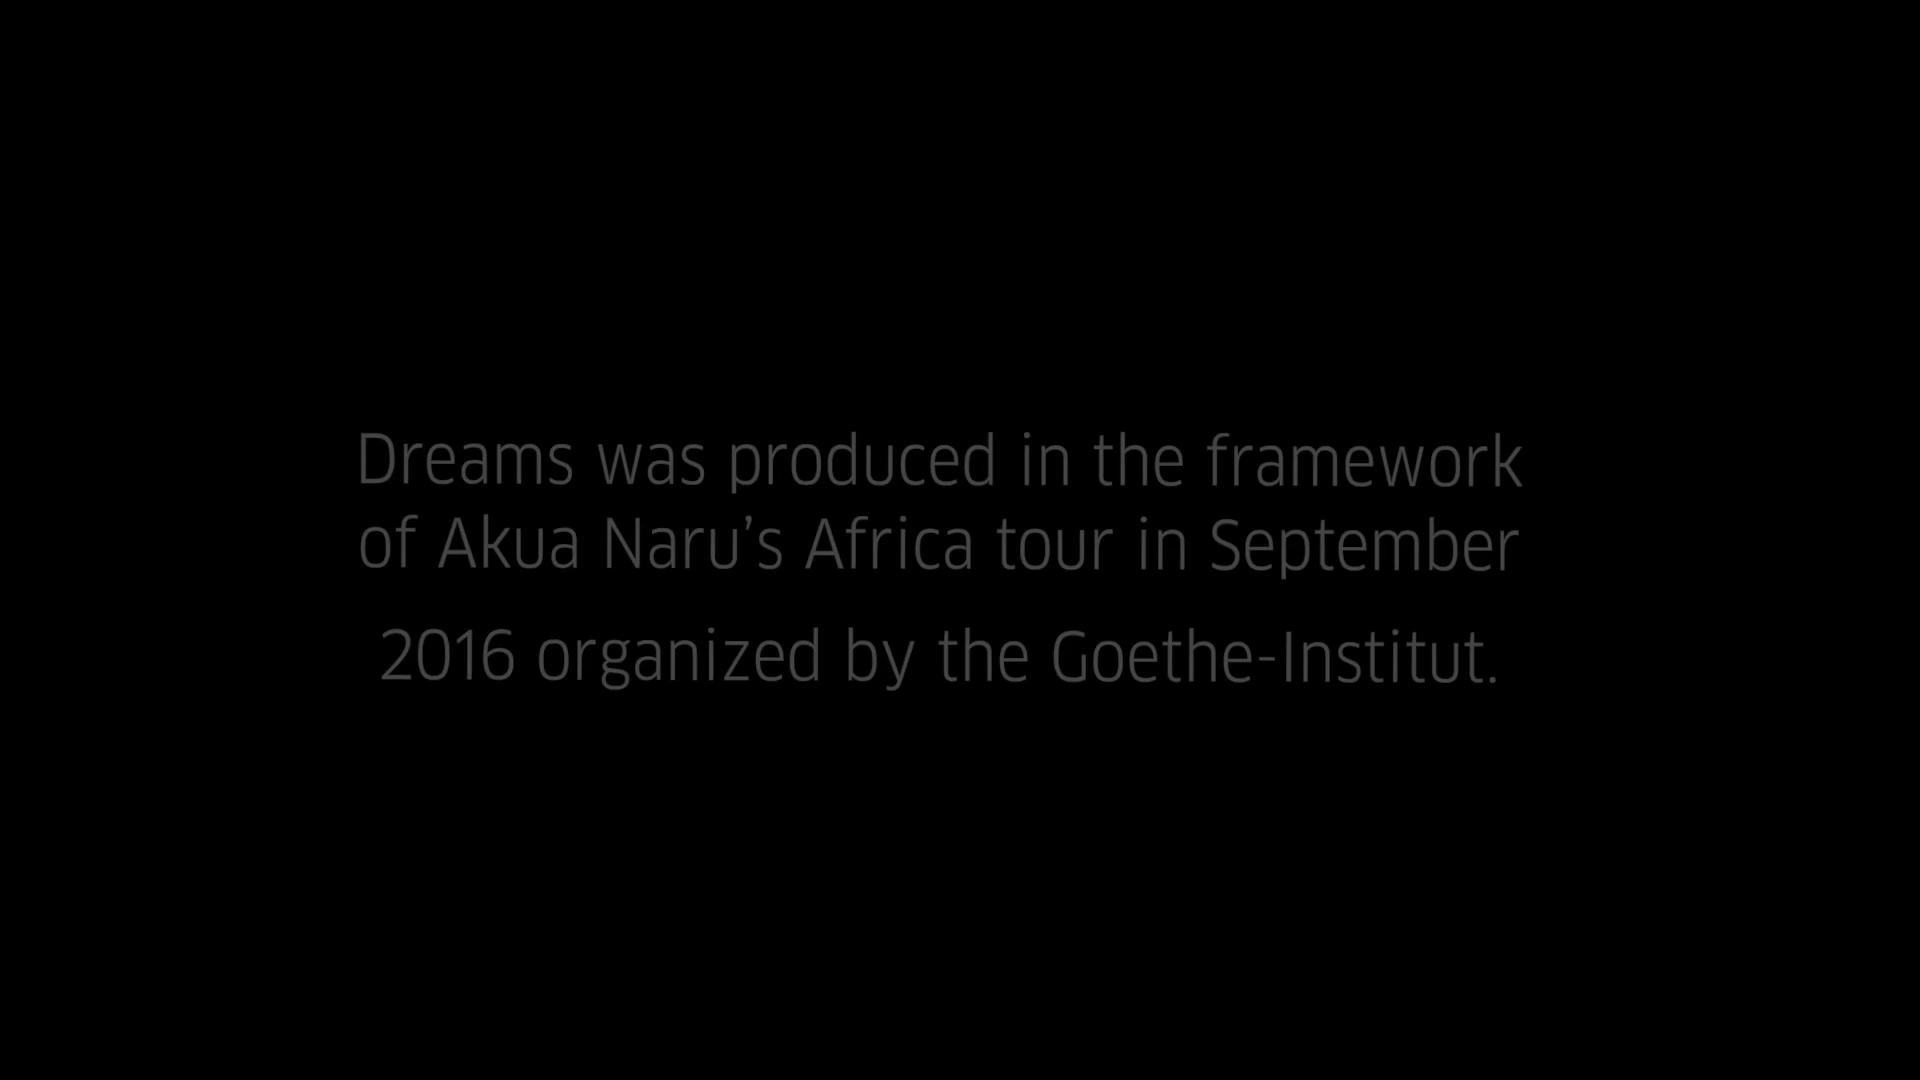 Dreams was produced in the framework
of Akua Naru’s Africa tour in September
2016 organized by the Goethe-Institut.